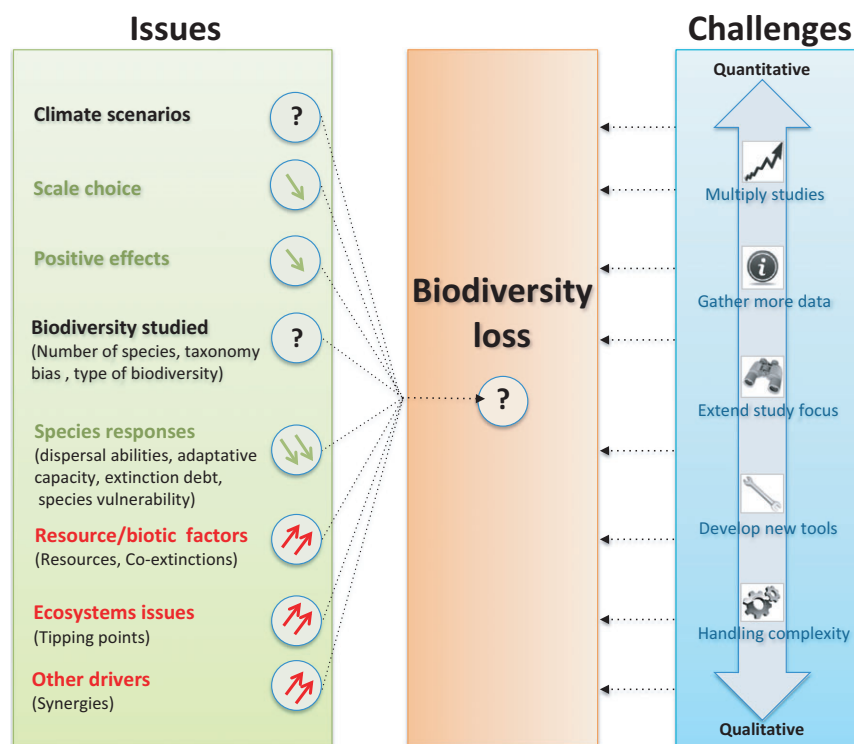 Issues
Climate scenarios
?
Scale choice
Positive effects
Biodiversity studied
?
(Number of species, taxonomy
bias , type of biodiversity)
Species responses
(dispersal abilities, adaptative
capacity, extinction debt,
species vulnerability)
Resource/biotic factors
(Resources, Co-extinctions)
Ecosystems issues
(Tipping points)
Other drivers
(Synergies)
Biodiversity
loss
?
Challenges
Quantitative
Multiply studies
i
Gather more data
Extend study focus
Develop new tools
Handling complexity
Qualitative